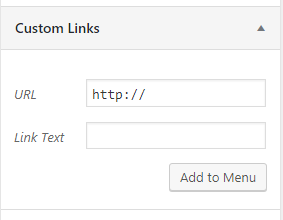 Custom Links
URL http://
Link Text
Add to Menu